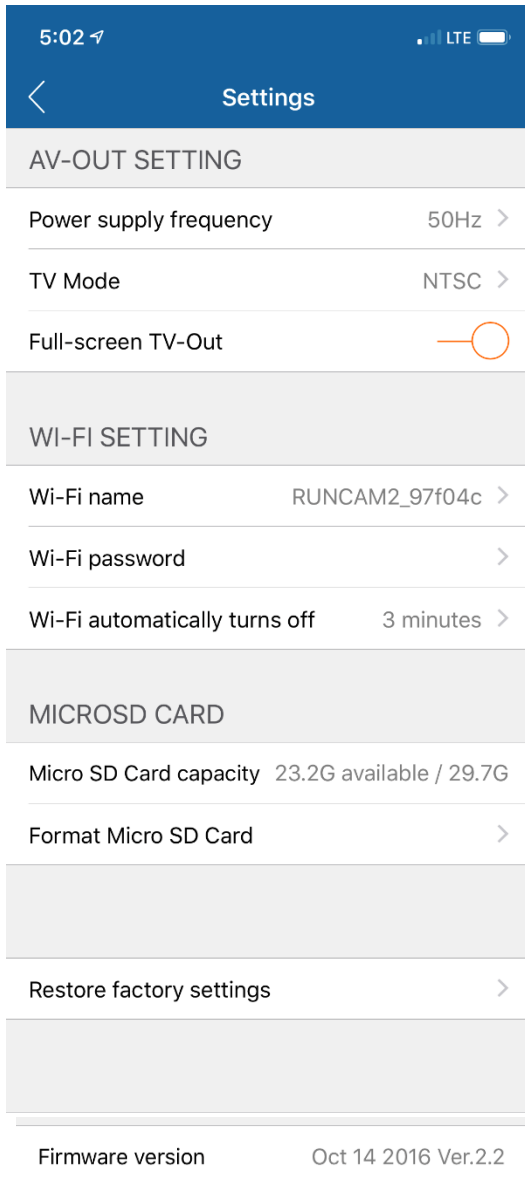 5:02 LTE
Settings
AV-OUT SETTING
Power supply frequency 50Hz
TV Mode NTSC
Full-screen TV-Out
WI-FI SETTING
Wi-Fi name RUNCAM2_97f04c
Wi-Fi password
Wi-Fi automatically turns off 3 minutes
MICROSD CARD
Micro SD Card capacity 23.2G available / 29.7G
Format Micro SD Card
Restore factory settings
Firmware version Oct 14 2016 Ver.2.2